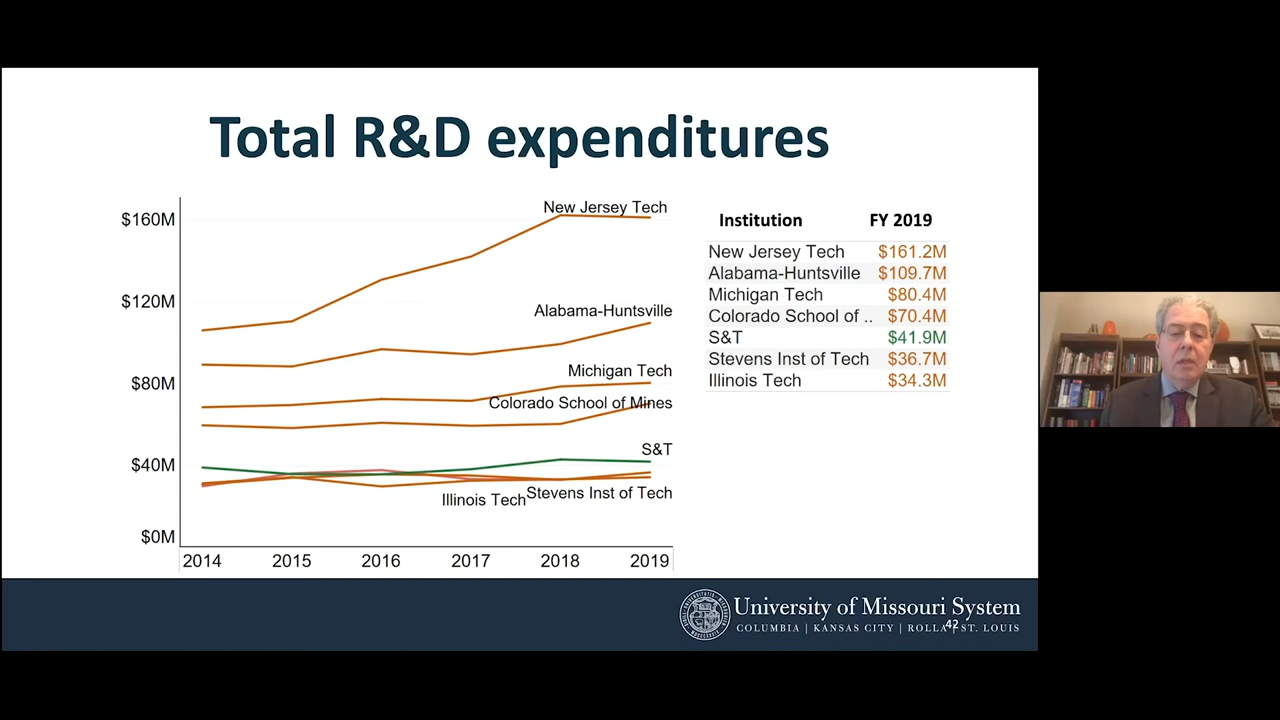 Total R&D expenditures
$160M
$120M
$80M
$40M
$0M
New Jersey Tech
Alabama-Huntsville
Michigan Tech
Colorado School of Mines
S&T
Illinois Tech
Stevens Inst of Tech
2014 2015 2016 2017 2018 2019
Institution FY 2019
New Jersey Tech $161.2M
Alabama-Huntsville $109.7M
Michigan Tech $80.4M
Colorado School of .. $70.4M
S&T $41.9M
Stevens Inst of Tech $36.7M
Illinois Tech $34.3M
University of Missouri System
COLUMBIA | KANSAS CITY | ROLLA | ST. LOUIS
42